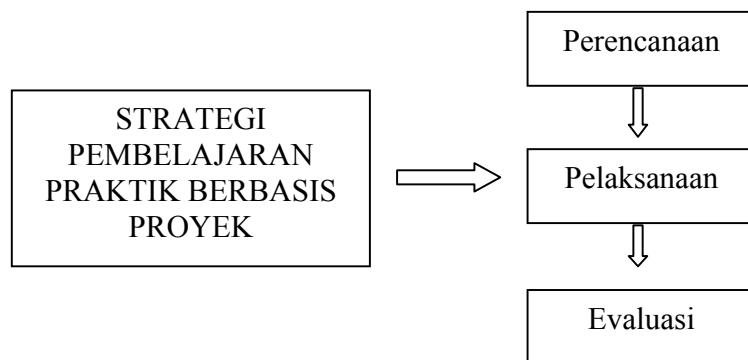 STRATEGI
PEMBELAJARAN
PRAKTIK BERBASIS
PROYEK
Perencanaan
Pelaksanaan
Evaluasi